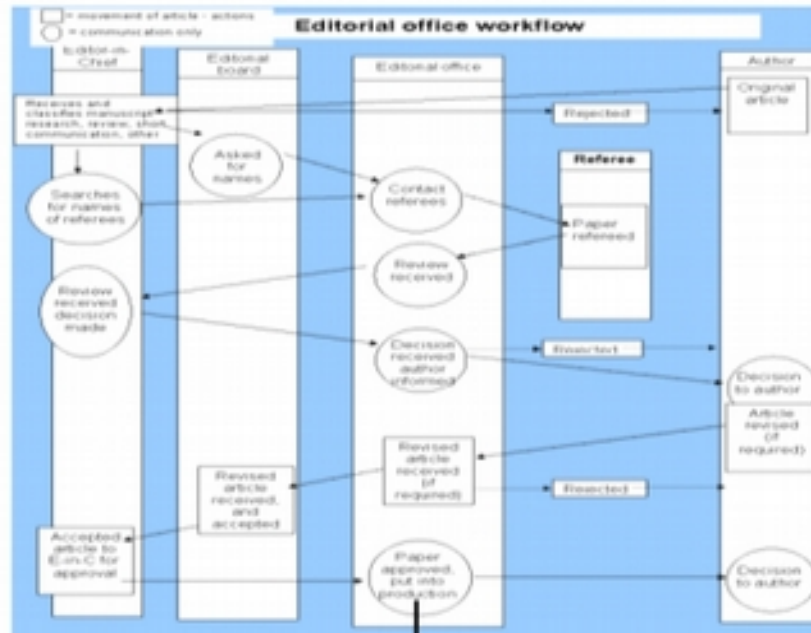 = movement of article - actions
= communication only
Editorial office workflow
Editor-in-
Chief
Editorial
board
Editorial office
Author
Receives and
classifies manuscript
research, review, short
communication, other
Rejected
Original
article
Asked
for
names
Referee
Searches
for names
of referees
Contact
referees
Paper
refereed
Review
received
Review
received
decision
made
Decision
received
author
informed
Rejected
Decision
to author
Article
revised
(if
required)
Revised
article
received
(if
required)
Revised
article
received,
and
accepted
Rejected
Accepted
article to
E-in-C for
approval
Paper
approved,
put into
production
Decision
to author